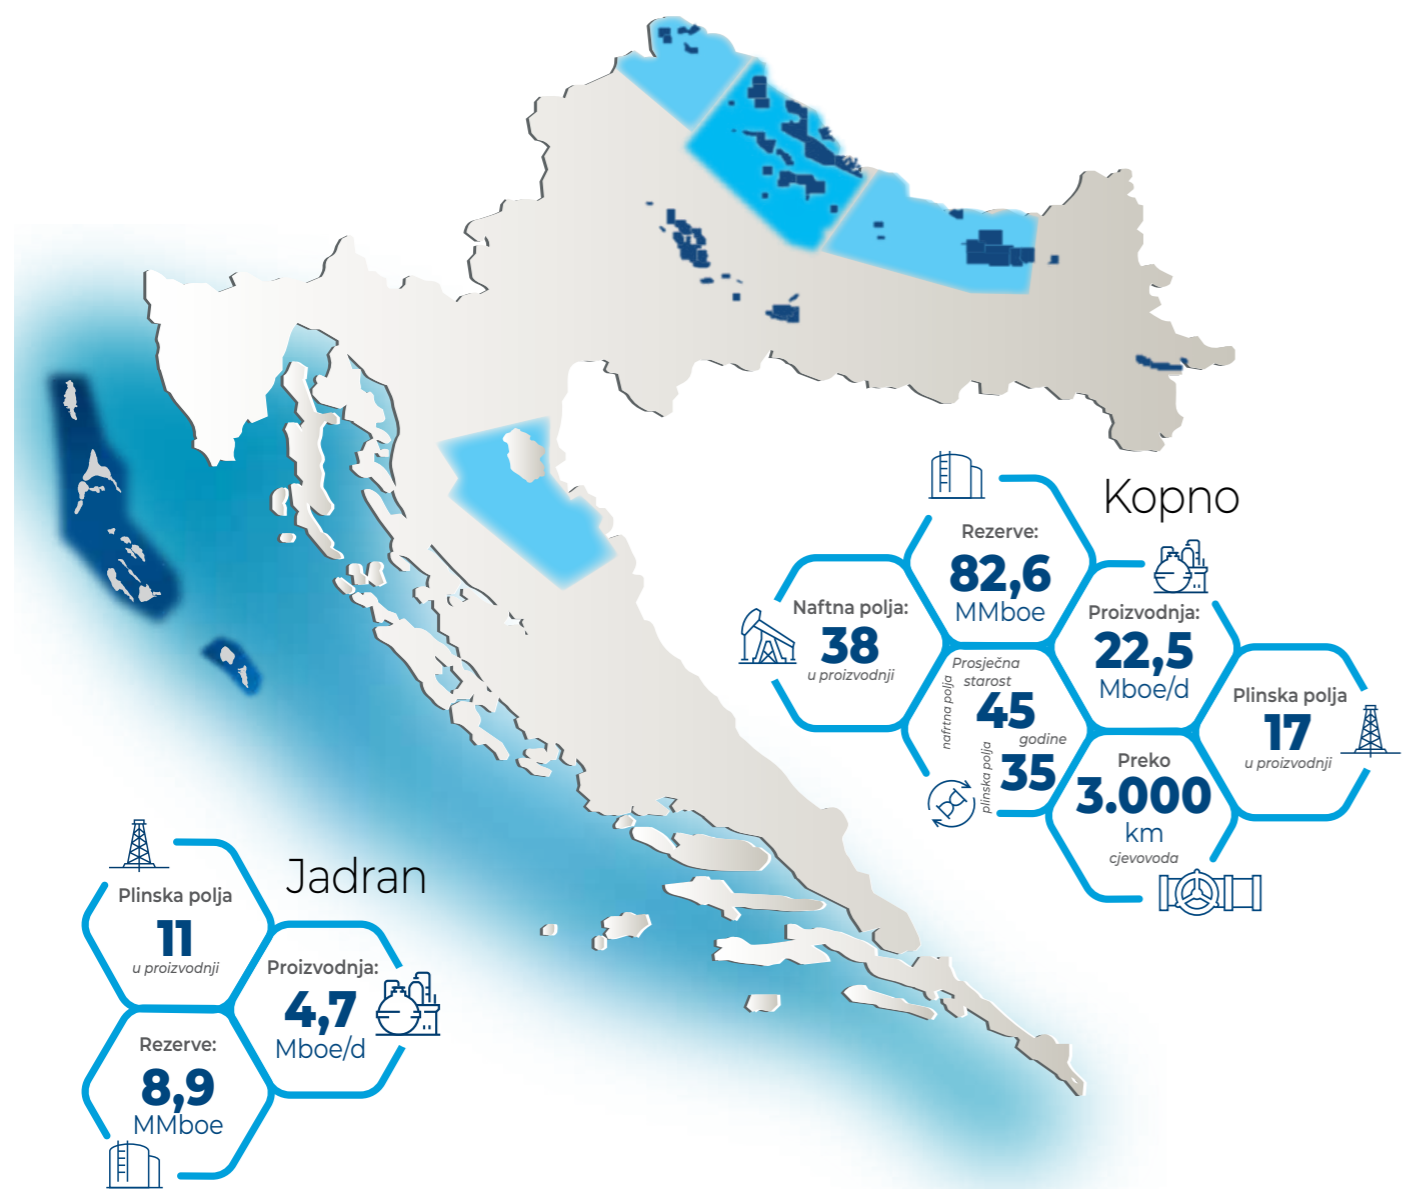 Kopno
Rezerve:
82,6
MMboe
Naftna polja:
38
u proizvodnji
Proizvodnja:
22,5
Mboe/d
Prosječna
starost
nafrtna polja
45
godine
plinska polja
35
Plinska polja
17
u proizvodnji
Preko
3.000
km
cjevovoda
Jadran
Plinska polja
11
u proizvodnji
Proizvodnja:
4,7
Mboe/d
Rezerve:
8,9
MMboe